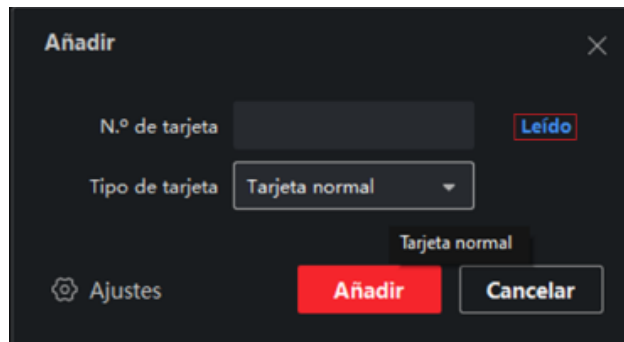 Añadir
N.º de tarjeta
Leído
Tipo de tarjeta Tarjeta normal
Tarjeta normal
Ajustes Añadir Cancelar